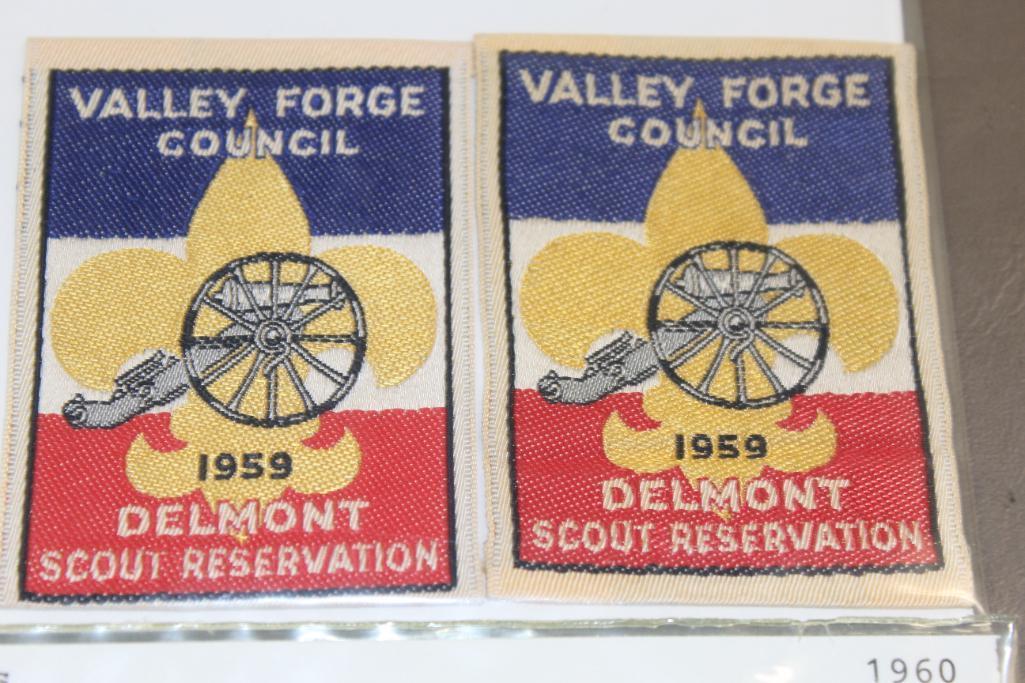 VALLEY FORGE
COUNCIL
1959
DELMONT
SCOUT RESERVATION
VALLEY FORGE
COUNCIL
1959
DELMONT
SCOUT RESERVATION
1960